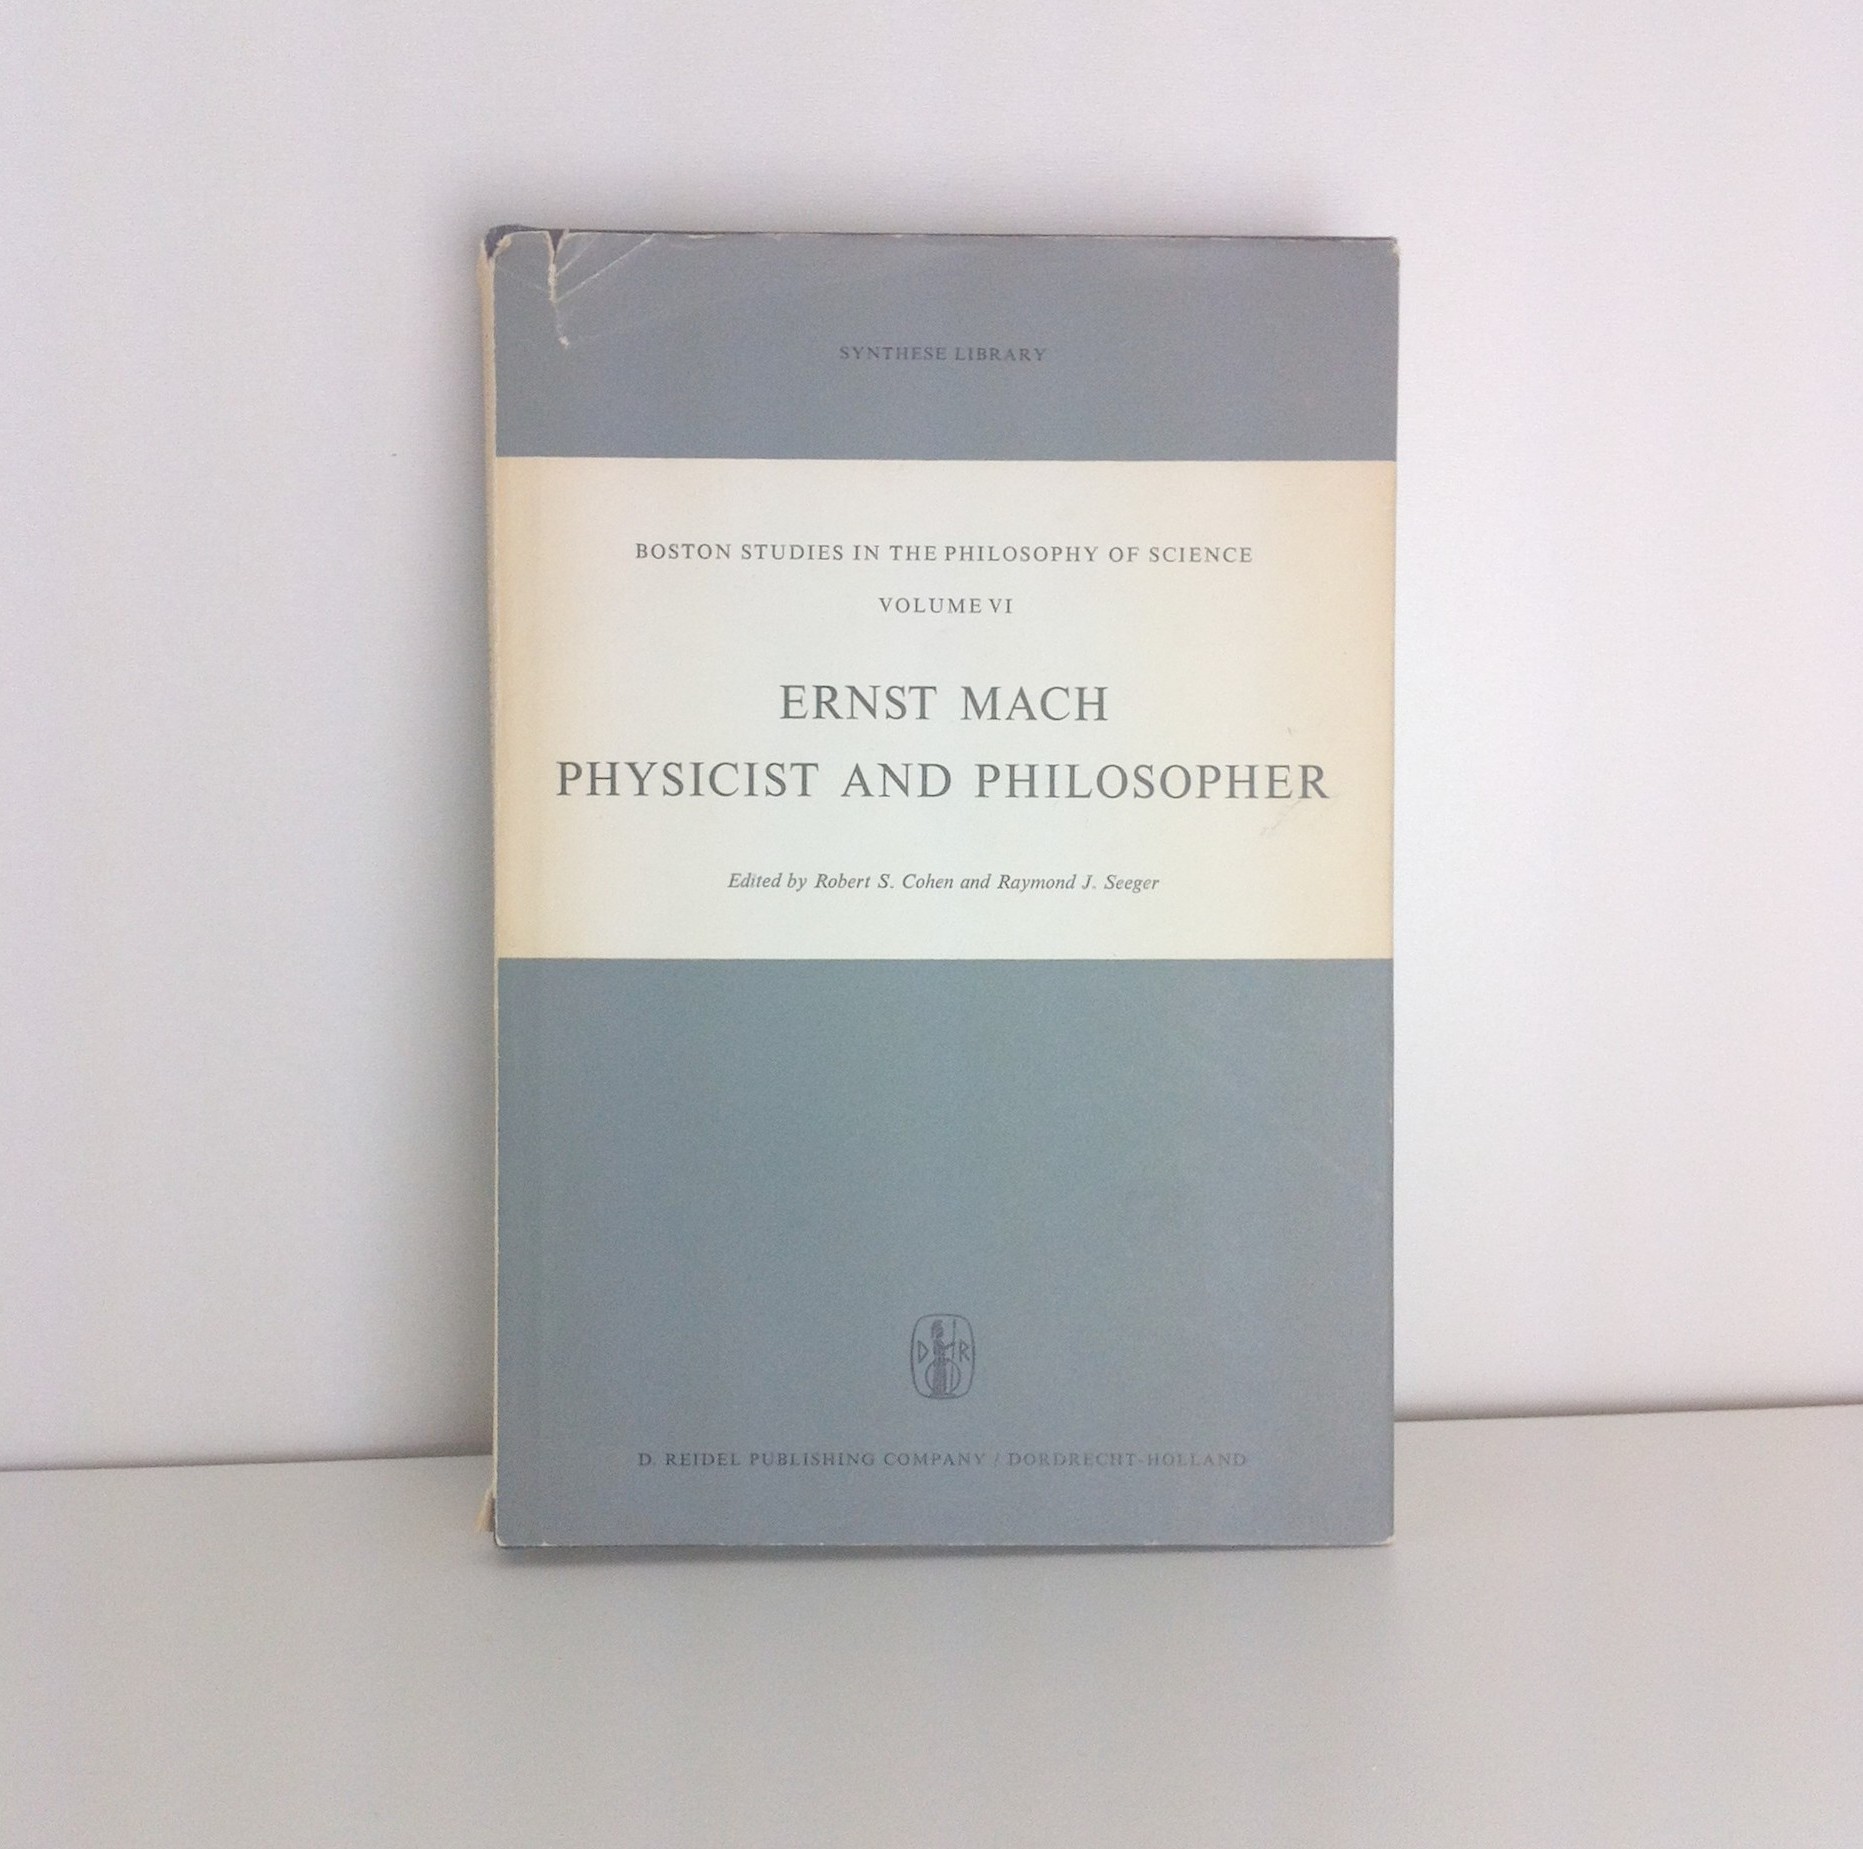 SYNTHESE LIBRARY
BOSTON STUDIES IN THE PHILOSOPHY OF SCIENCE
VOLUME VI
ERNST MACH
PHYSICIST AND PHILOSOPHER
Edited by Robert S. Cohen and Raymond J. Seeger
D R
D. REIDEL PUBLISHING COMPANY / DORDRECHT-HOLLAND